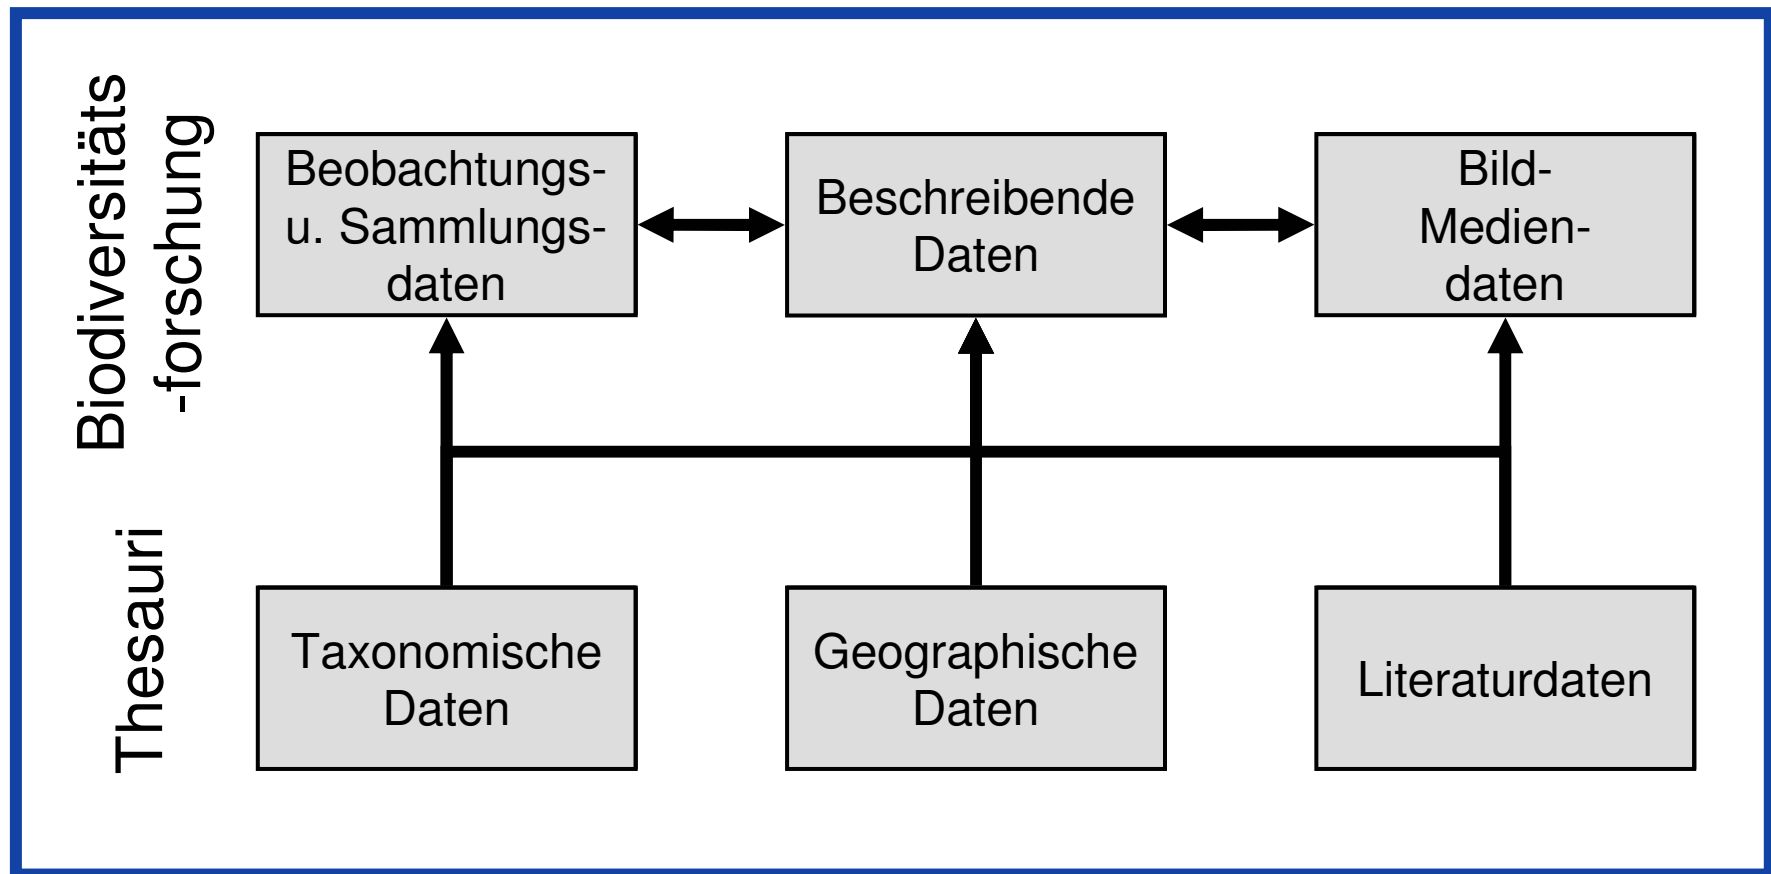 Biodiversitäts
-forschung
Beobachtungs-
u. Sammlungs-
daten
Beschreibende
Daten
Bild-
Medien-
daten
Thesauri
Taxonomische
Daten
Geographische
Daten
Literaturdaten